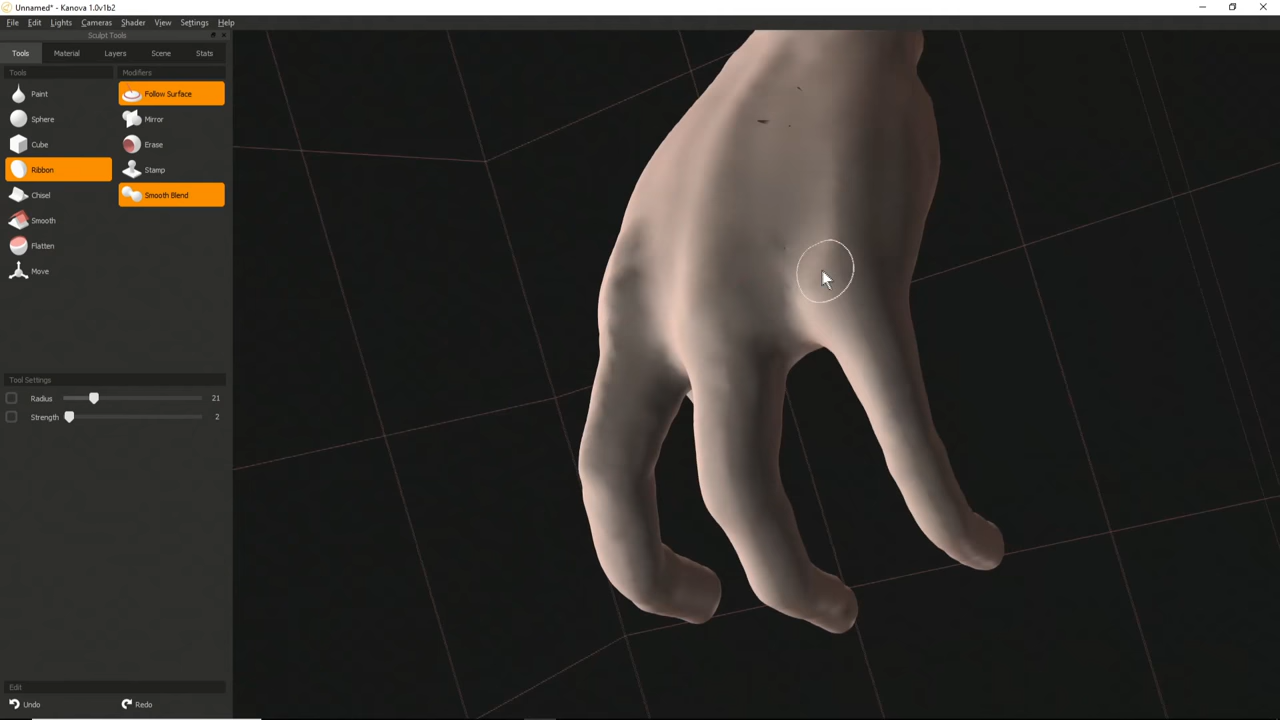 Unnamed* - Kanova 1.0v1b2
File Edit Lights Cameras Shader View Settings Help
Sculpt Tools
Tools Material Layers Scene Stats
Tools Modifiers
Paint Follow Surface
Sphere Mirror
Cube Erase
Ribbon Stamp
Chisel Smooth Blend
Smooth
Flatten
Move
Tool Settings
Radius 21
Strength 2
Edit
Undo Redo